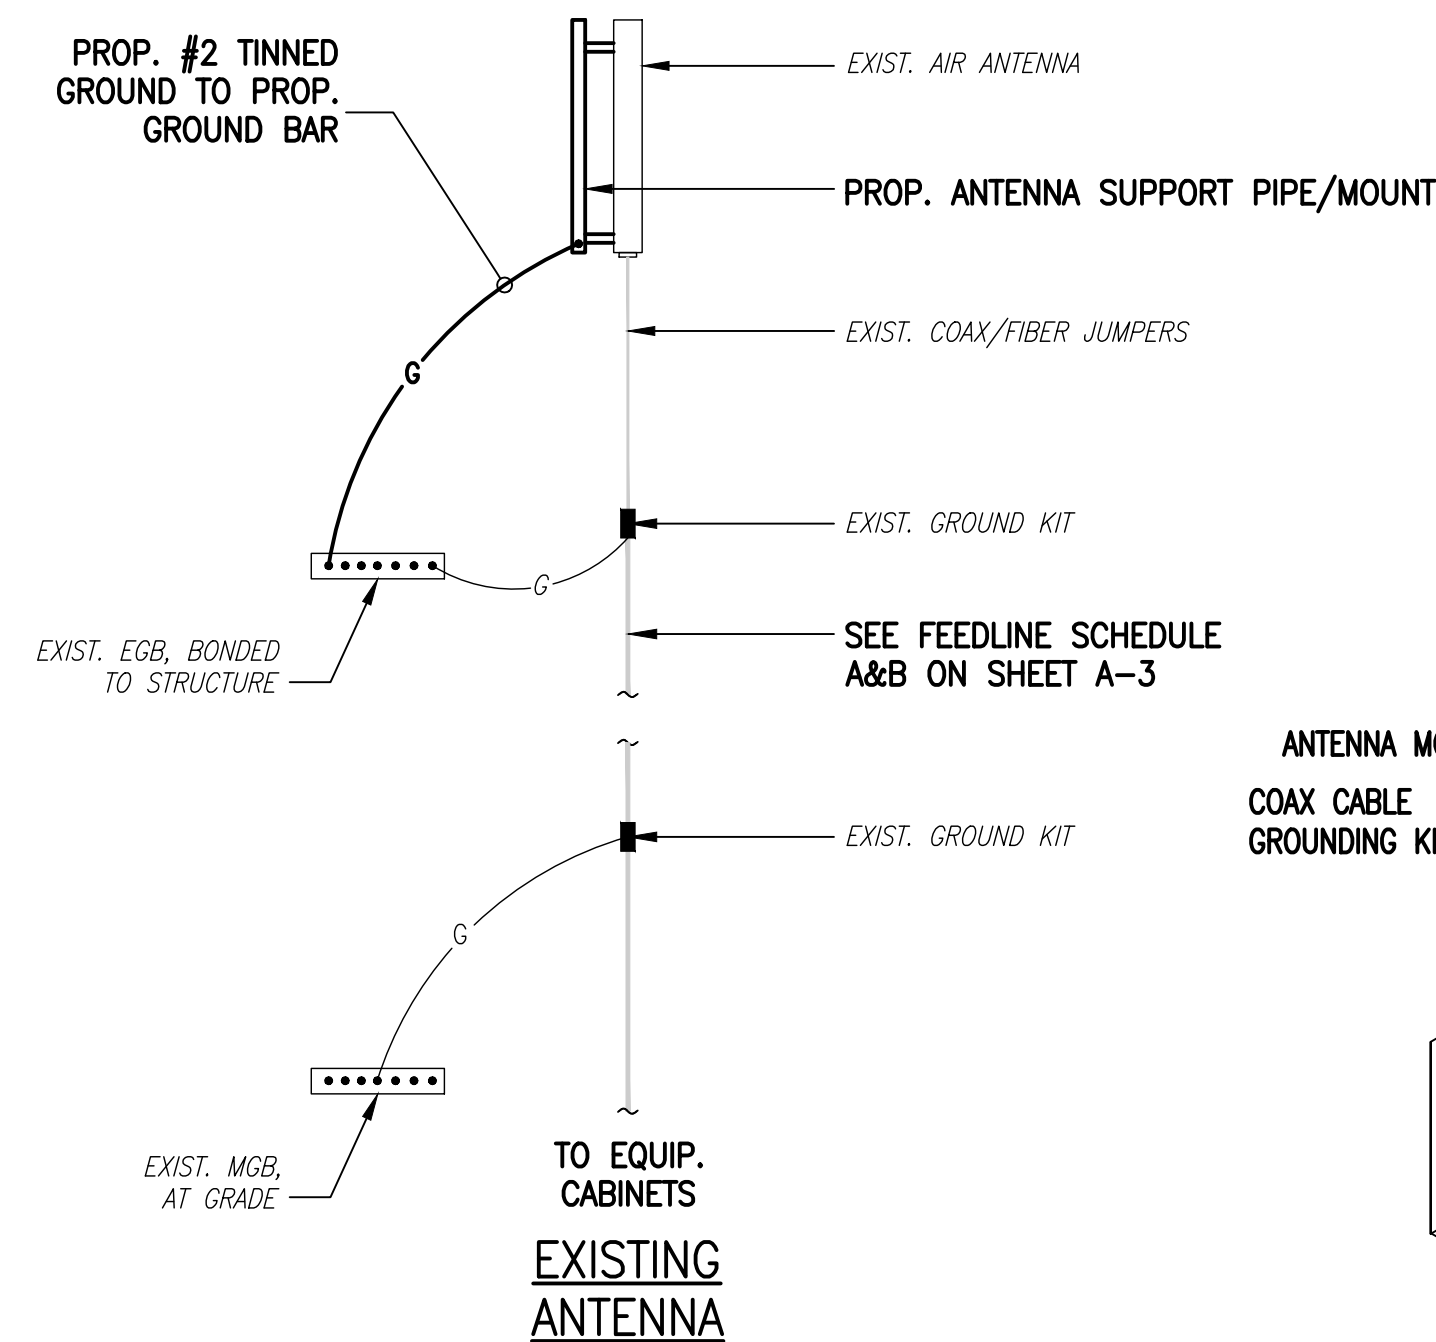 PROP. #2 TINNED
GROUND TO PROP.
GROUND BAR
EXIST. AIR ANTENNA
PROP. ANTENNA SUPPORT PIPE/MOUNT
EXIST. COAX/FIBER JUMPERS
G
EXIST. GROUND KIT
G
EXIST. EGB, BONDED
TO STRUCTURE
SEE FEEDLINE SCHEDULE
A&B ON SHEET A-3
ANTENNA
COAX CABLE
GROUNDING
EXIST. GROUND KIT
G
EXIST. MGB,
AT GRADE
TO EQUIP.
CABINETS
EXISTING
ANTENNA